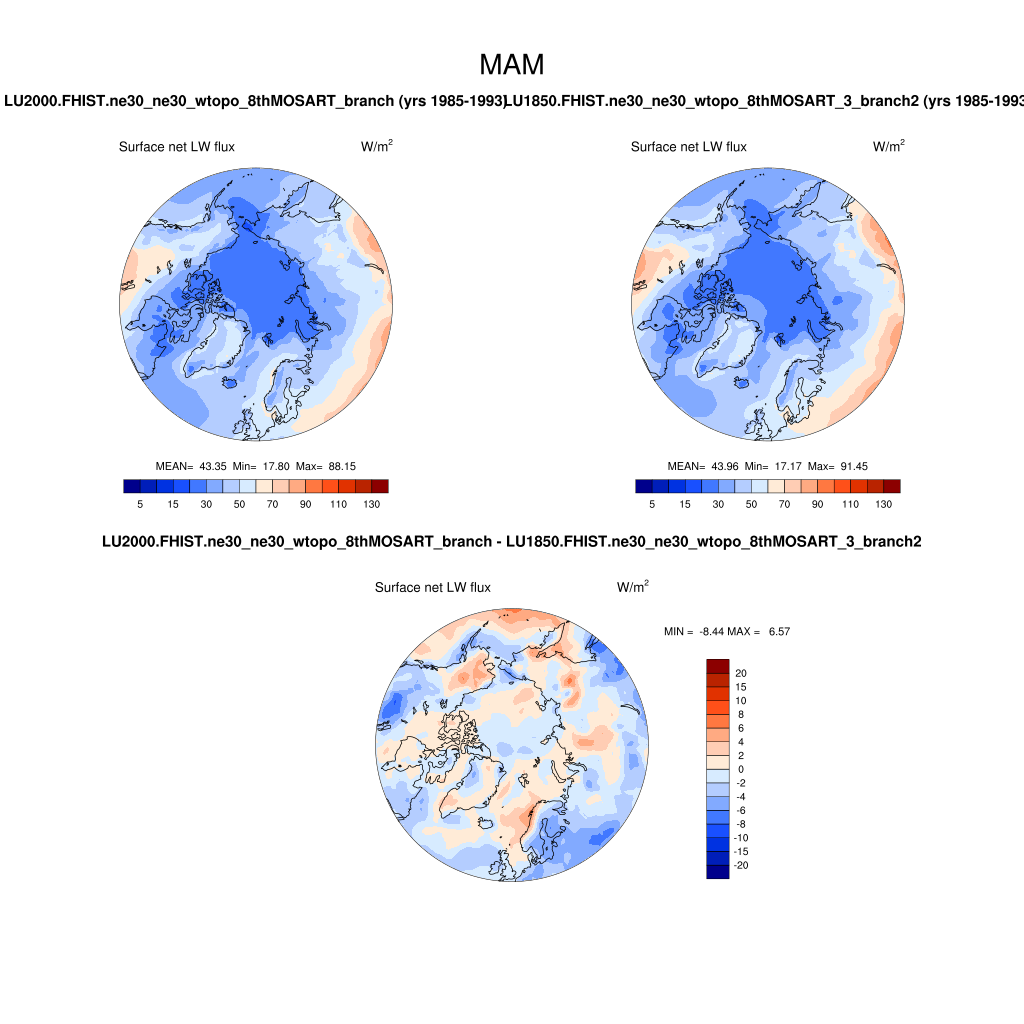 MAM
LU2000.FHIST.ne30_ne30_wtopo_8thMOSART_branch (yrs 1985-1993)
LU1850.FHIST.ne30_ne30_wtopo_8thMOSART_3_branch2 (yrs 1985-1993
Surface net LW flux W/m²
Surface net LW flux W/m²
MEAN= 43.35 Min= 17.80 Max= 88.15
MEAN= 43.96 Min= 17.17 Max= 91.45
5 15 30 50 70 90 110 130
5 15 30 50 70 90 110 130
LU2000.FHIST.ne30_ne30_wtopo_8thMOSART_branch - LU1850.FHIST.ne30_ne30_wtopo_8thMOSART_3_branch2
Surface net LW flux W/m²
MIN = -8.44 MAX = 6.57
20
15
10
8
6
4
2
0
-2
-4
-6
-8
-10
-15
-20